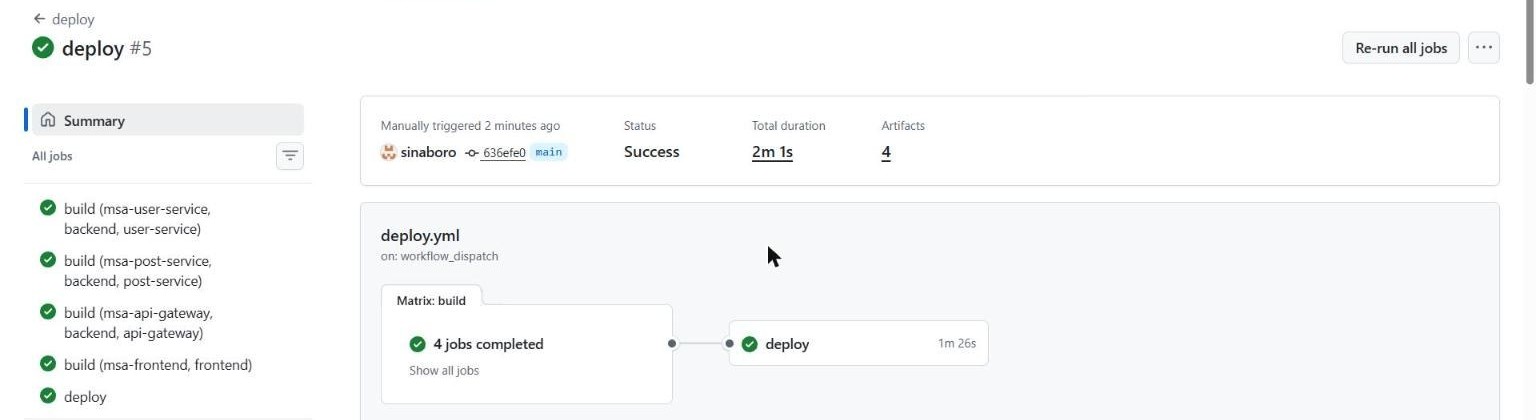 ← deploy
deploy #5
Re-run all jobs
Summary
All jobs
build (msa-user-service,
backend, user-service)
build (msa-post-service,
backend, post-service)
build (msa-api-gateway,
backend, api-gateway)
build (msa-frontend, frontend)
deploy
Manually triggered 2 minutes ago
sinaboro 636efe0 main
Status
Success
Total duration
2m 1s
Artifacts
4
deploy.yml
on: workflow_dispatch
Matrix: build
4 jobs completed
Show all jobs
deploy 1m 26s